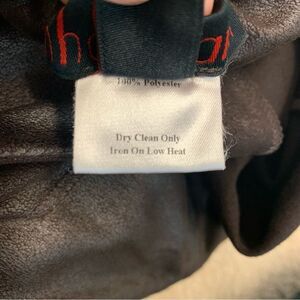 100% Polyester
Dry Clean Only
Iron On Low Heat